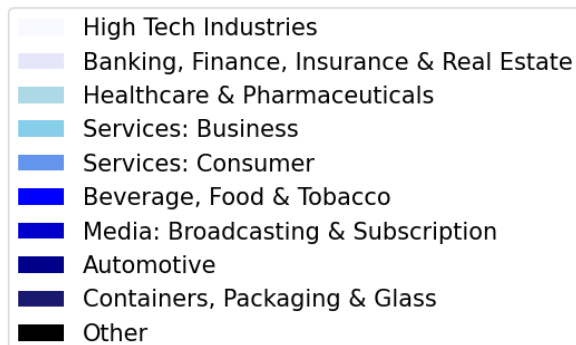 High Tech Industries
Banking, Finance, Insurance & Real Estate
Healthcare & Pharmaceuticals
Services: Business
Services: Consumer
Beverage, Food & Tobacco
Media: Broadcasting & Subscription
Automotive
Containers, Packaging & Glass
Other